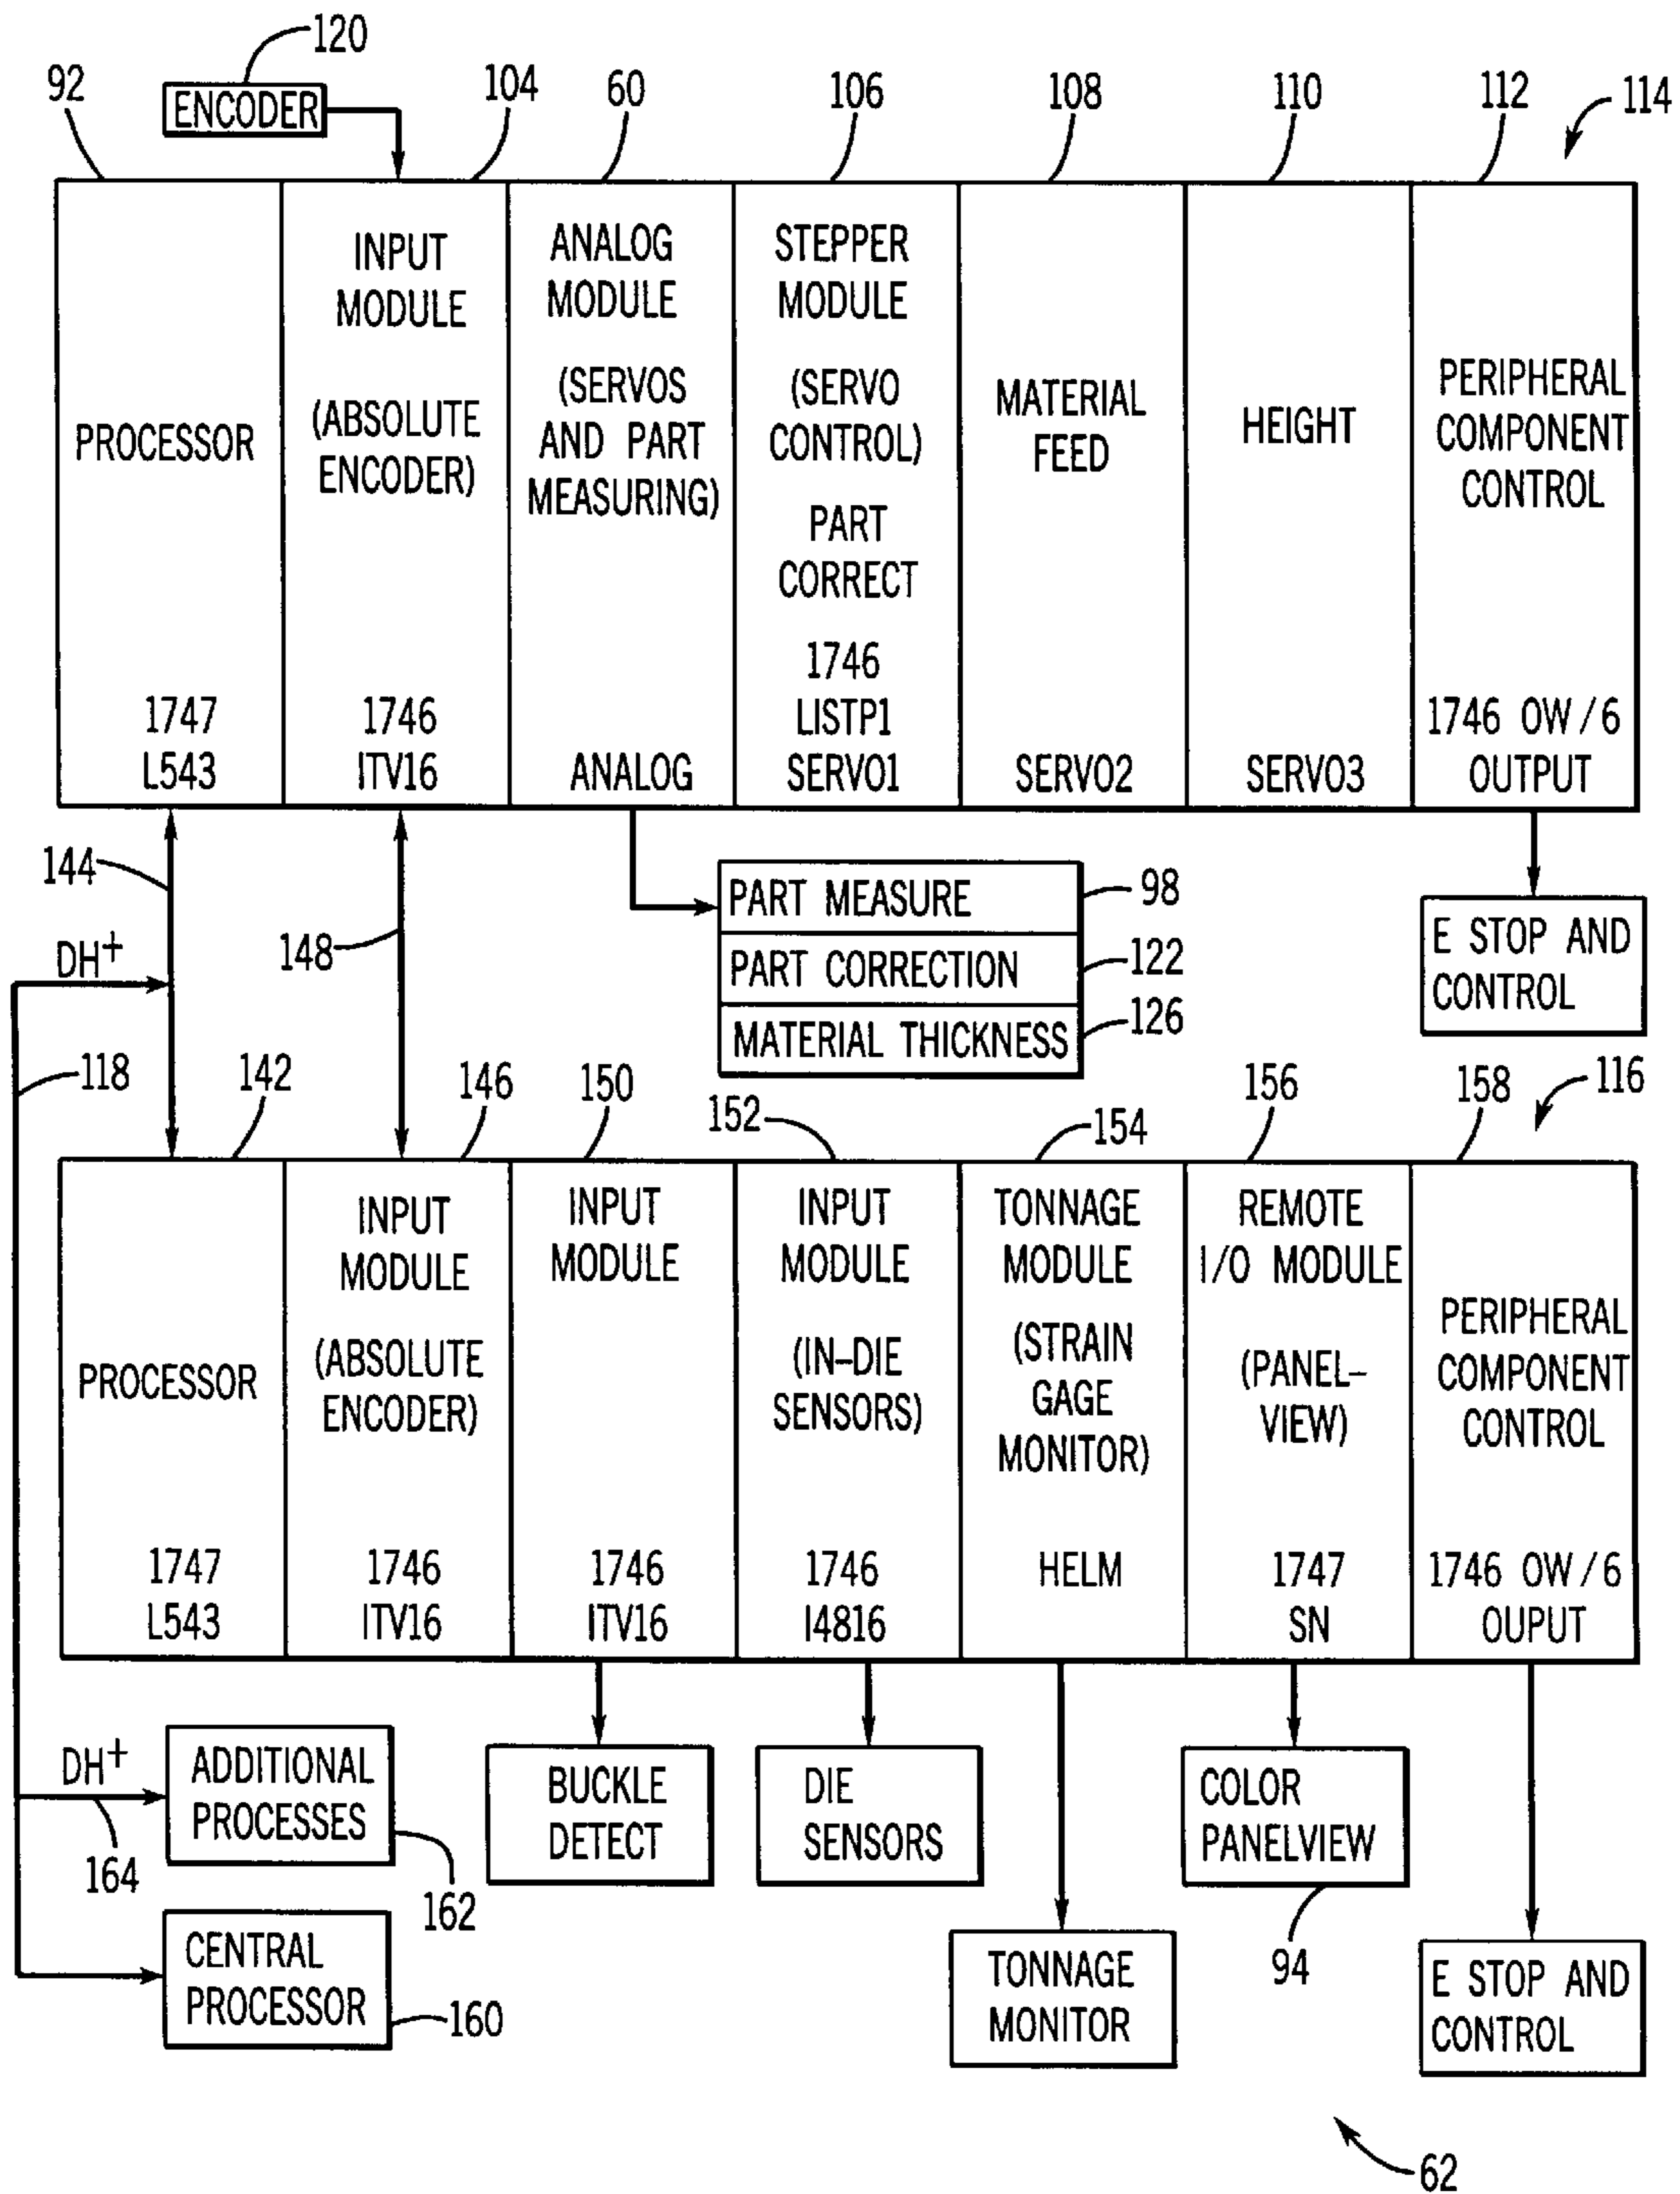 120
ENCODER
92
104
60
106
108
110
112
114
PROCESSOR
1747
L543
INPUT
MODULE
(ABSOLUTE
ENCODER)
1746
ITV16
ANALOG
MODULE
(SERVOS
AND PART
MEASURING)
ANALOG
STEPPER
MODULE
(SERVO
CONTROL)
PART
CORRECT
1746
LISTP1
SERVO1
MATERIAL
FEED
SERVO2
HEIGHT
SERVO3
PERIPHERAL
COMPONENT
CONTROL
1746 OW/6
OUTPUT
144
DH+
148
118
PART MEASURE
98
PART CORRECTION
122
MATERIAL THICKNESS
126
E STOP AND
CONTROL
142
146
150
152
154
156
158
116
PROCESSOR
1747
L543
INPUT
MODULE
(ABSOLUTE
ENCODER)
1746
ITV16
INPUT
MODULE
1746
ITV16
INPUT
MODULE
(IN-DIE
SENSORS)
1746
I4816
TONNAGE
MODULE
(STRAIN
GAGE
MONITOR)
HELM
REMOTE
I/O MODULE
(PANEL-
VIEW)
1747
SN
PERIPHERAL
COMPONENT
CONTROL
1746 OW/6
OUPUT
DH+
164
ADDITIONAL
PROCESSES
162
CENTRAL
PROCESSOR
160
BUCKLE
DETECT
DIE
SENSORS
TONNAGE
MONITOR
COLOR
PANELVIEW
94
E STOP AND
CONTROL
62